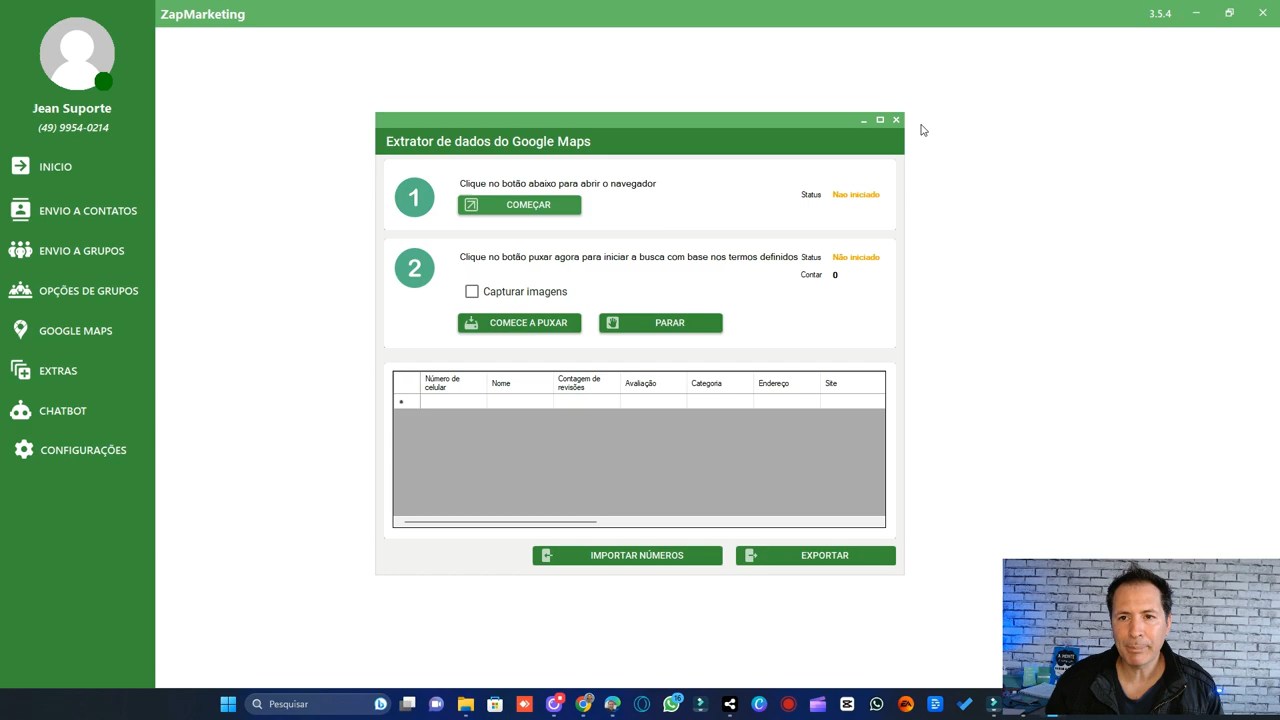 ZapMarketing
3.5.4
Jean Suporte
(49) 9954-0214
INICIO
ENVIO A CONTATOS
ENVIO A GRUPOS
OPÇÕES DE GRUPOS
GOOGLE MAPS
EXTRAS
CHATBOT
CONFIGURAÇÕES
Extrator de dados do Google Maps
1
Clique no botão abaixo para abrir o navegador
COMEÇAR
Status Nao iniciado
2
Clique no botão puxar agora para iniciar a busca com base nos termos definidos
Status Não iniciado
Contar 0
Capturar imagens
COMECE A PUXAR
PARAR
Número de celular Nome Contagem de revisões Avaliação Categoria Endereço Site
IMPORTAR NÚMEROS
EXPORTAR
Pesquisar
16